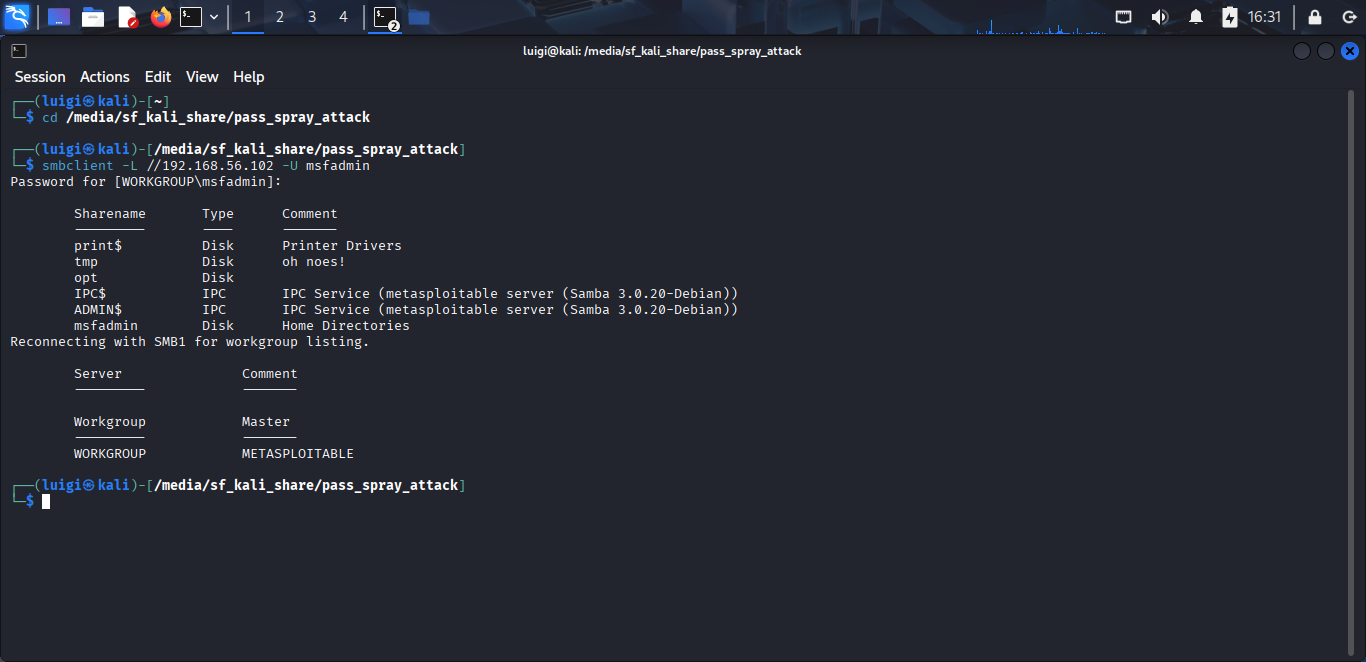 1 2 3 4 2 16:31
luigi@kali: /media/sf_kali_share/pass_spray_attack
Session Actions Edit View Help
┌──(luigi㉿kali)-[~]
└─$ cd /media/sf_kali_share/pass_spray_attack
┌──(luigi㉿kali)-[/media/sf_kali_share/pass_spray_attack]
└─$ smbclient -L //192.168.56.102 -U msfadmin
Password for [WORKGROUP\msfadmin]:
Sharename Type Comment
--------- ---- -------
print$ Disk Printer Drivers
tmp Disk oh noes!
opt Disk
IPC$ IPC IPC Service (metasploitable server (Samba 3.0.20-Debian))
ADMIN$ IPC IPC Service (metasploitable server (Samba 3.0.20-Debian))
msfadmin Disk Home Directories
Reconnecting with SMB1 for workgroup listing.
Server Comment
--------- -------
Workgroup Master
--------- -------
WORKGROUP METASPLOITABLE
┌──(luigi㉿kali)-[/media/sf_kali_share/pass_spray_attack]
└─$